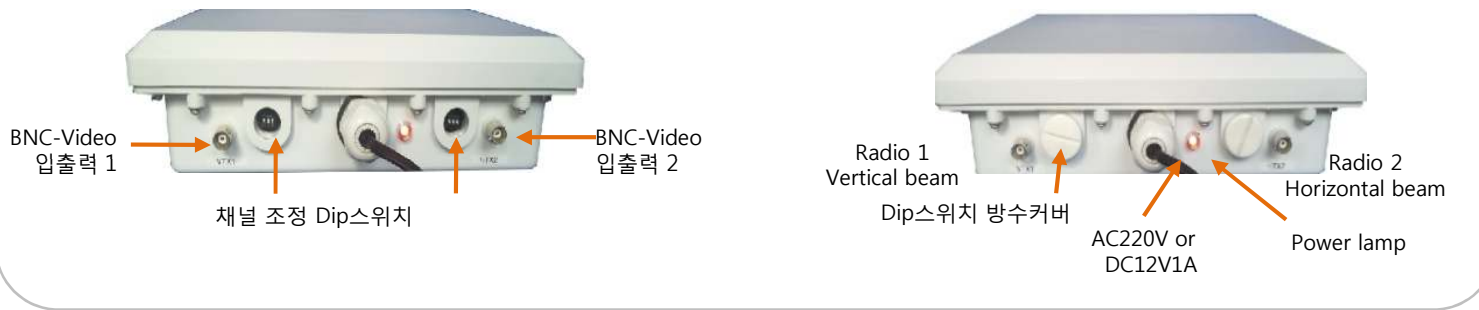 BNC-Video
입출력 1
BNC-Video
입출력 2
채널 조정 Dip스위치
Radio 1
Vertical beam
Radio 2
Horizontal beam
Dip스위치 방수커버
AC220V or
DC12V1A
Power lamp